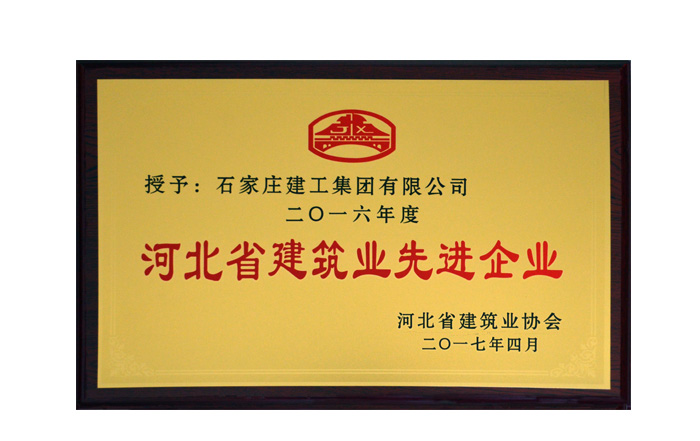 授予：石家庄建工集团有限公司
二〇一六年度
河北省建筑业先进企业
河北省建筑业协会
二〇一七年四月